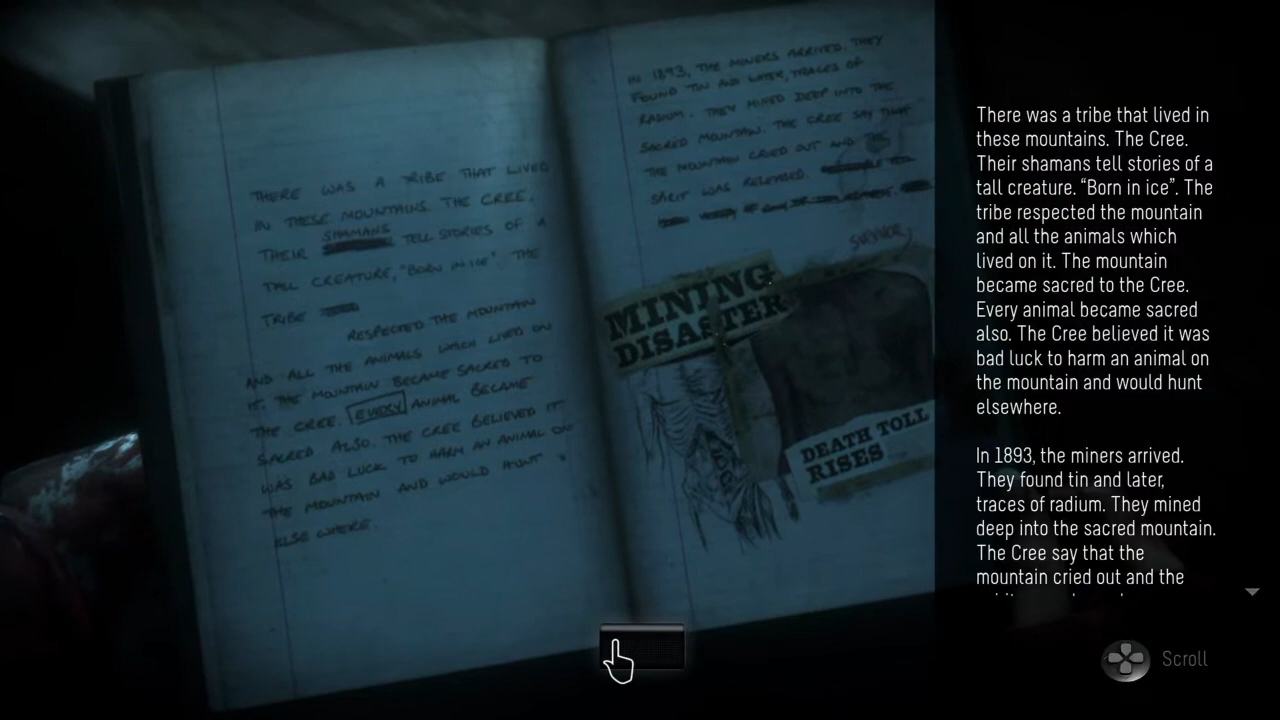 THERE WAS A TRIBE THAT LIVED
IN THESE MOUNTAINS. THE CREE.
SHAMANS
THEIR TELL STORIES OF A
TALL CREATURE, "BORN IN ICE". THE
TRIBE
RESPECTED THE MOUNTAIN
AND ALL THE ANIMALS WHICH LIVED ON
IT. THE MOUNTAIN BECAME SACRED TO
THE CREE. EVERY ANIMAL BECAME
SACRED ALSO. THE CREE BELIEVED IT
WAS BAD LUCK TO HARM AN ANIMAL ON
THE MOUNTAIN AND WOULD HUNT
ELSE WHERE.
IN 1893, THE MINERS ARRIVED. THEY
FOUND TIN AND LATER, TRACES OF
RADIUM. THEY MINED DEEP INTO THE
SACRED MOUNTAIN. THE CREE SAY THAT
THE MOUNTAIN CRIED OUT AND THE
SPIRIT WAS RELEASED.
SURVIVOR
MINING
DISASTER
DEATH TOLL
RISES
There was a tribe that lived in
these mountains. The Cree.
Their shamans tell stories of a
tall creature. “Born in ice”. The
tribe respected the mountain
and all the animals which
lived on it. The mountain
became sacred to the Cree.
Every animal became sacred
also. The Cree believed it was
bad luck to harm an animal on
the mountain and would hunt
elsewhere.
In 1893, the miners arrived.
They found tin and later,
traces of radium. They mined
deep into the sacred mountain.
The Cree say that the
mountain cried out and the
Scroll